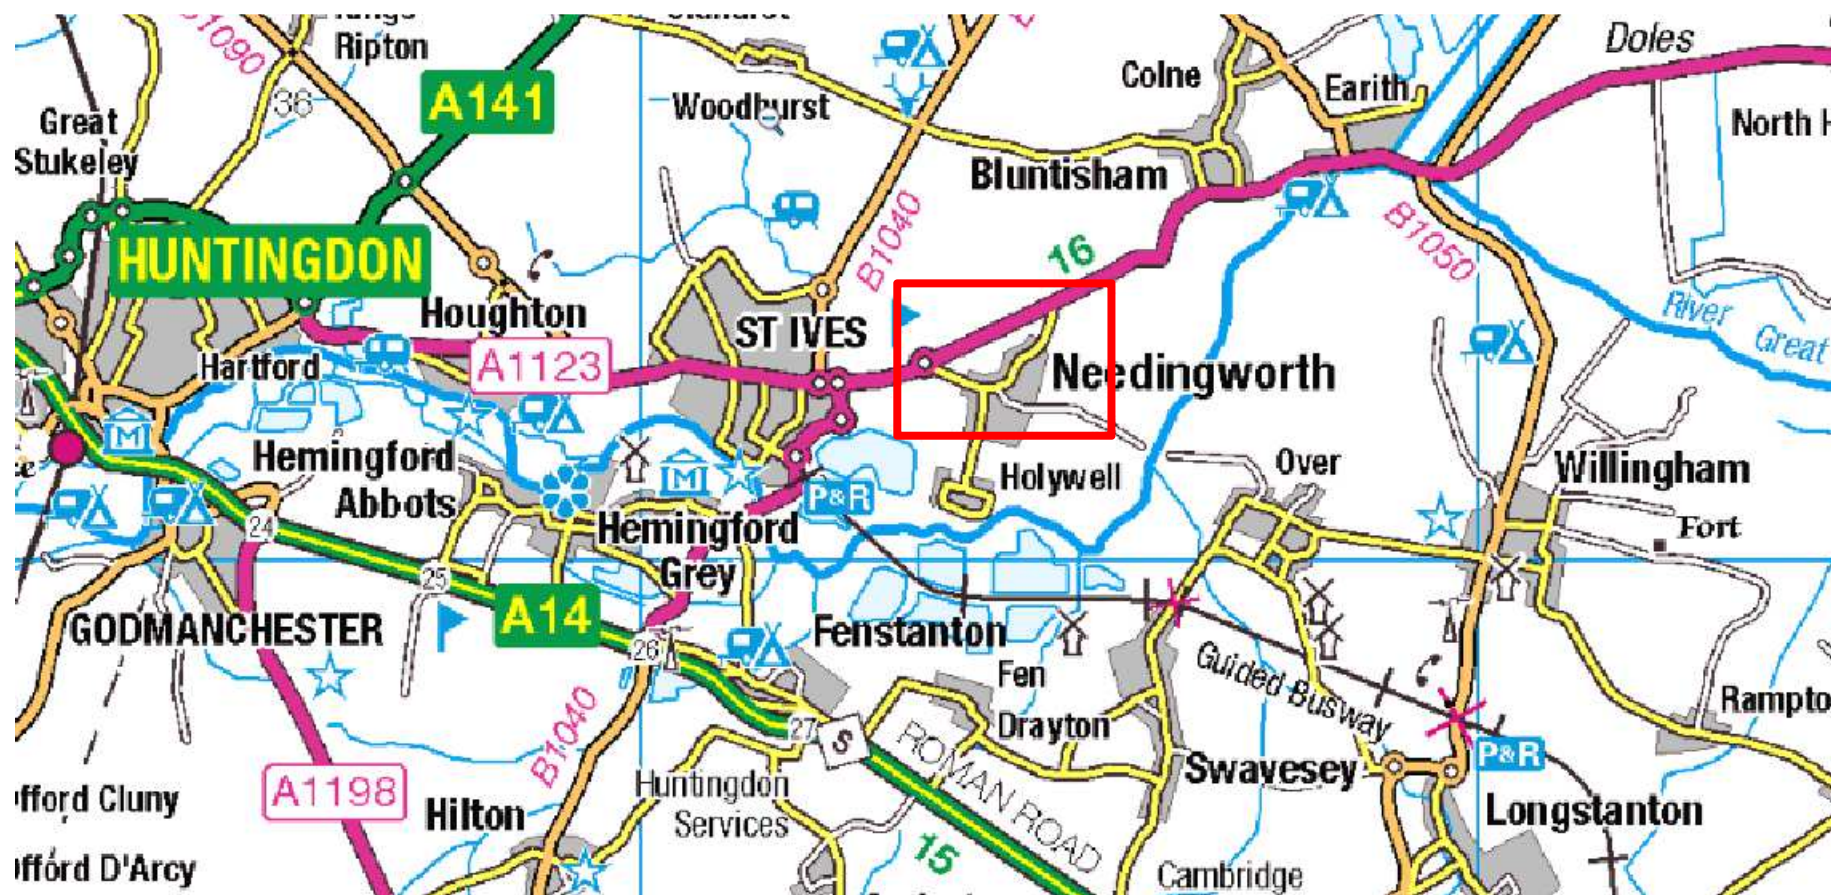 Ripton
B1090
A141
36
Woodhurst
Colne
Earith
Doles
Great
Stukeley
North H
Bluntisham
B1040
16
B1050
HUNTINGDON
Houghton
ST IVES
River
Great
Hartford
A1123
Needingworth
M
Hemingford
Abbots
M
Holywell
Over
Willingham
P&R
24
Hemingford
Grey
Fort
25
A14
GODMANCHESTER
26
Fenstanton
Fen
Drayton
Guided Busway
Rampto
B1040
27
S
ROMAN ROAD
P&R
Swavesey
A1198
Huntingdon
Services
fford Cluny
Hilton
15
Longstanton
fford D'Arcy
Cambridge